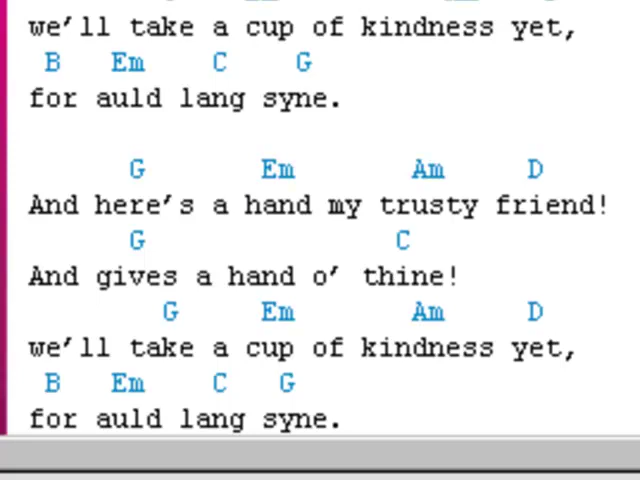 we'll take a cup of kindness yet,
B Em C G
for auld lang syne.
G Em Am D
And here's a hand my trusty friend!
G C
And gives a hand o' thine!
G Em Am D
we'll take a cup of kindness yet,
B Em C G
for auld lang syne.